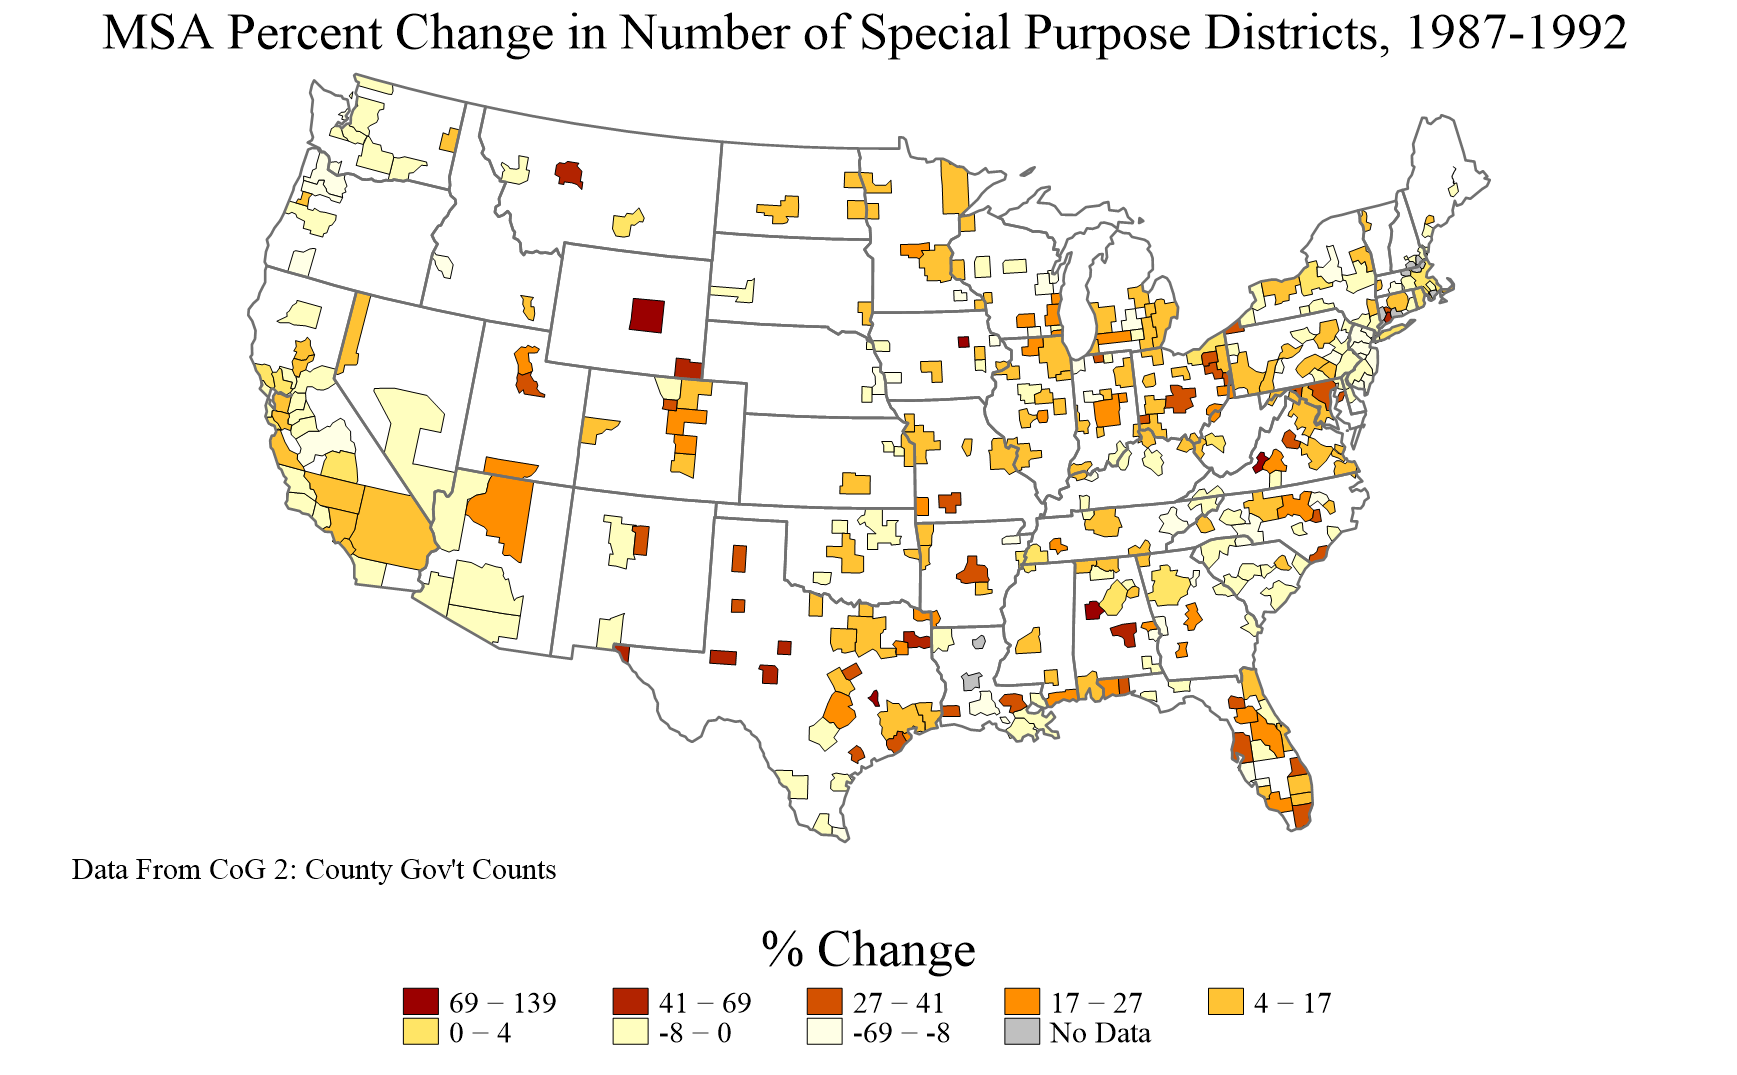 MSA Percent Change in Number of Special Purpose Districts, 1987-1992
Data From CoG 2: County Gov't Counts
% Change
69 – 139 41 – 69 27 – 41 17 – 27 4 – 17
0 – 4 -8 – 0 -69 – -8 No Data